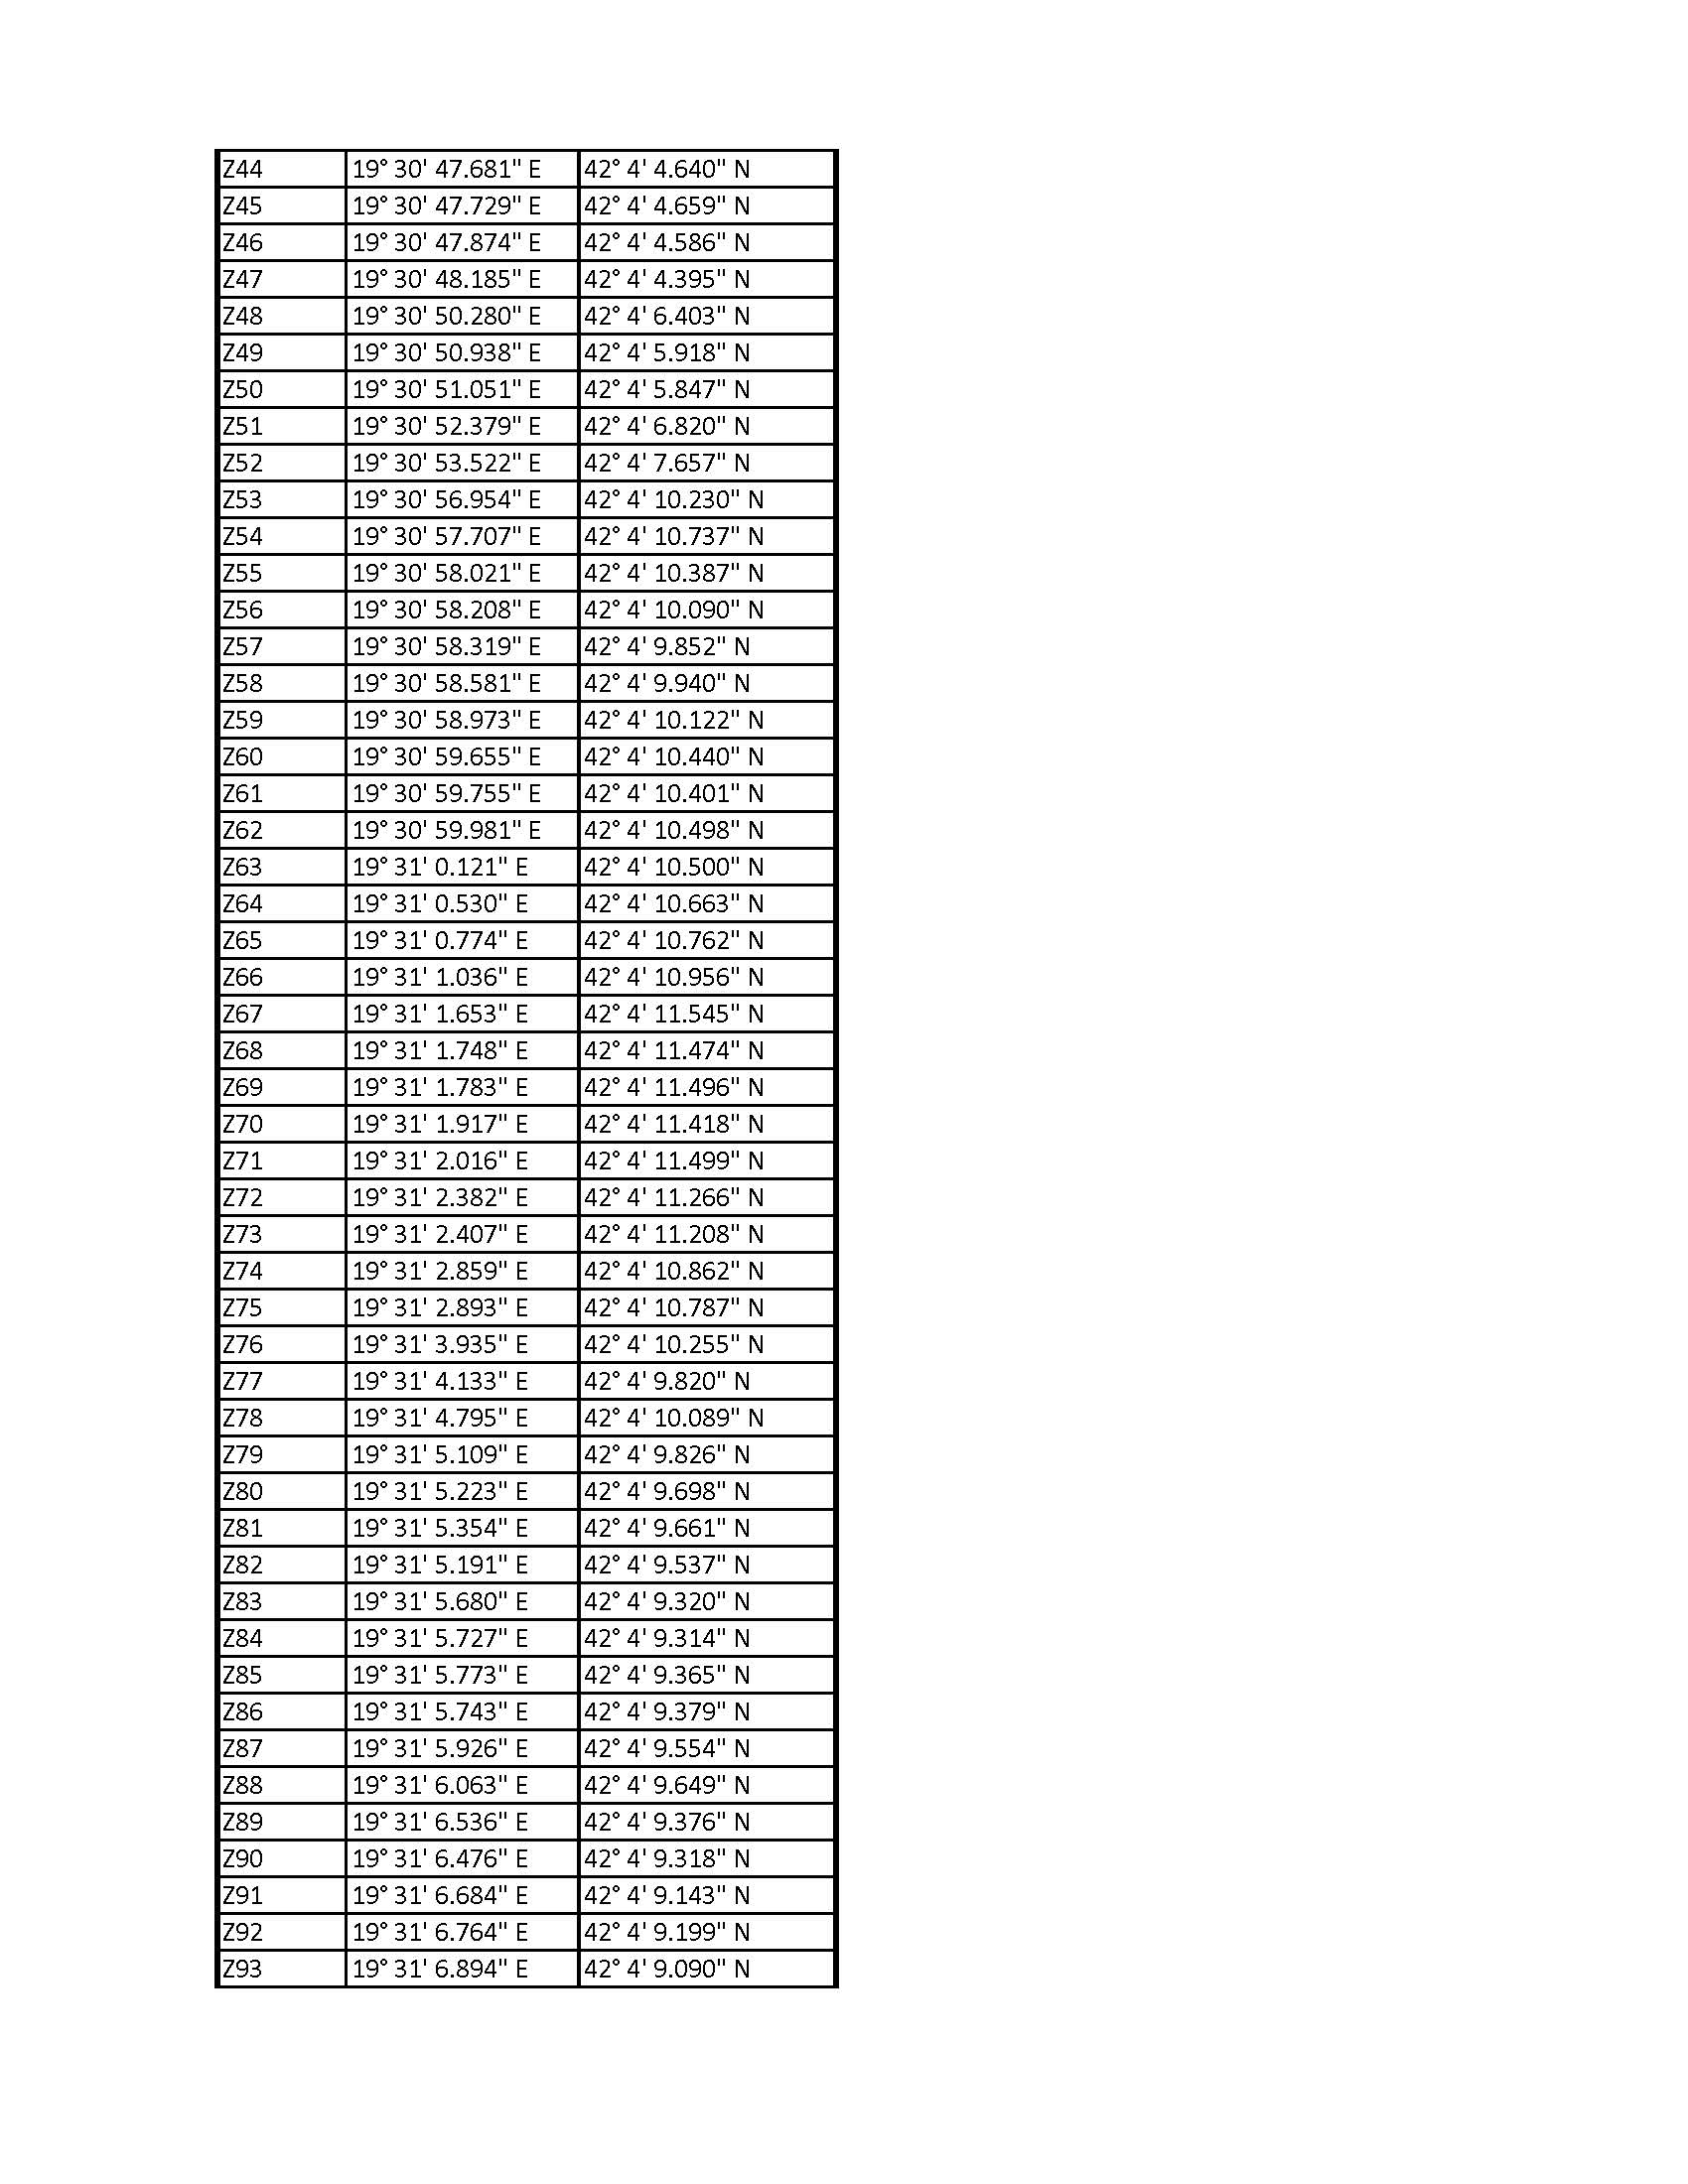 Z44 19° 30' 47.681" E 42° 4' 4.640" N
Z45 19° 30' 47.729" E 42° 4' 4.659" N
Z46 19° 30' 47.874" E 42° 4' 4.586" N
Z47 19° 30' 48.185" E 42° 4' 4.395" N
Z48 19° 30' 50.280" E 42° 4' 6.403" N
Z49 19° 30' 50.938" E 42° 4' 5.918" N
Z50 19° 30' 51.051" E 42° 4' 5.847" N
Z51 19° 30' 52.379" E 42° 4' 6.820" N
Z52 19° 30' 53.522" E 42° 4' 7.657" N
Z53 19° 30' 56.954" E 42° 4' 10.230" N
Z54 19° 30' 57.707" E 42° 4' 10.737" N
Z55 19° 30' 58.021" E 42° 4' 10.387" N
Z56 19° 30' 58.208" E 42° 4' 10.090" N
Z57 19° 30' 58.319" E 42° 4' 9.852" N
Z58 19° 30' 58.581" E 42° 4' 9.940" N
Z59 19° 30' 58.973" E 42° 4' 10.122" N
Z60 19° 30' 59.655" E 42° 4' 10.440" N
Z61 19° 30' 59.755" E 42° 4' 10.401" N
Z62 19° 30' 59.981" E 42° 4' 10.498" N
Z63 19° 31' 0.121" E 42° 4' 10.500" N
Z64 19° 31' 0.530" E 42° 4' 10.663" N
Z65 19° 31' 0.774" E 42° 4' 10.762" N
Z66 19° 31' 1.036" E 42° 4' 10.956" N
Z67 19° 31' 1.653" E 42° 4' 11.545" N
Z68 19° 31' 1.748" E 42° 4' 11.474" N
Z69 19° 31' 1.783" E 42° 4' 11.496" N
Z70 19° 31' 1.917" E 42° 4' 11.418" N
Z71 19° 31' 2.016" E 42° 4' 11.499" N
Z72 19° 31' 2.382" E 42° 4' 11.266" N
Z73 19° 31' 2.407" E 42° 4' 11.208" N
Z74 19° 31' 2.859" E 42° 4' 10.862" N
Z75 19° 31' 2.893" E 42° 4' 10.787" N
Z76 19° 31' 3.935" E 42° 4' 10.255" N
Z77 19° 31' 4.133" E 42° 4' 9.820" N
Z78 19° 31' 4.795" E 42° 4' 10.089" N
Z79 19° 31' 5.109" E 42° 4' 9.826" N
Z80 19° 31' 5.223" E 42° 4' 9.698" N
Z81 19° 31' 5.354" E 42° 4' 9.661" N
Z82 19° 31' 5.191" E 42° 4' 9.537" N
Z83 19° 31' 5.680" E 42° 4' 9.320" N
Z84 19° 31' 5.727" E 42° 4' 9.314" N
Z85 19° 31' 5.773" E 42° 4' 9.365" N
Z86 19° 31' 5.743" E 42° 4' 9.379" N
Z87 19° 31' 5.926" E 42° 4' 9.554" N
Z88 19° 31' 6.063" E 42° 4' 9.649" N
Z89 19° 31' 6.536" E 42° 4' 9.376" N
Z90 19° 31' 6.476" E 42° 4' 9.318" N
Z91 19° 31' 6.684" E 42° 4' 9.143" N
Z92 19° 31' 6.764" E 42° 4' 9.199" N
Z93 19° 31' 6.894" E 42° 4' 9.090" N